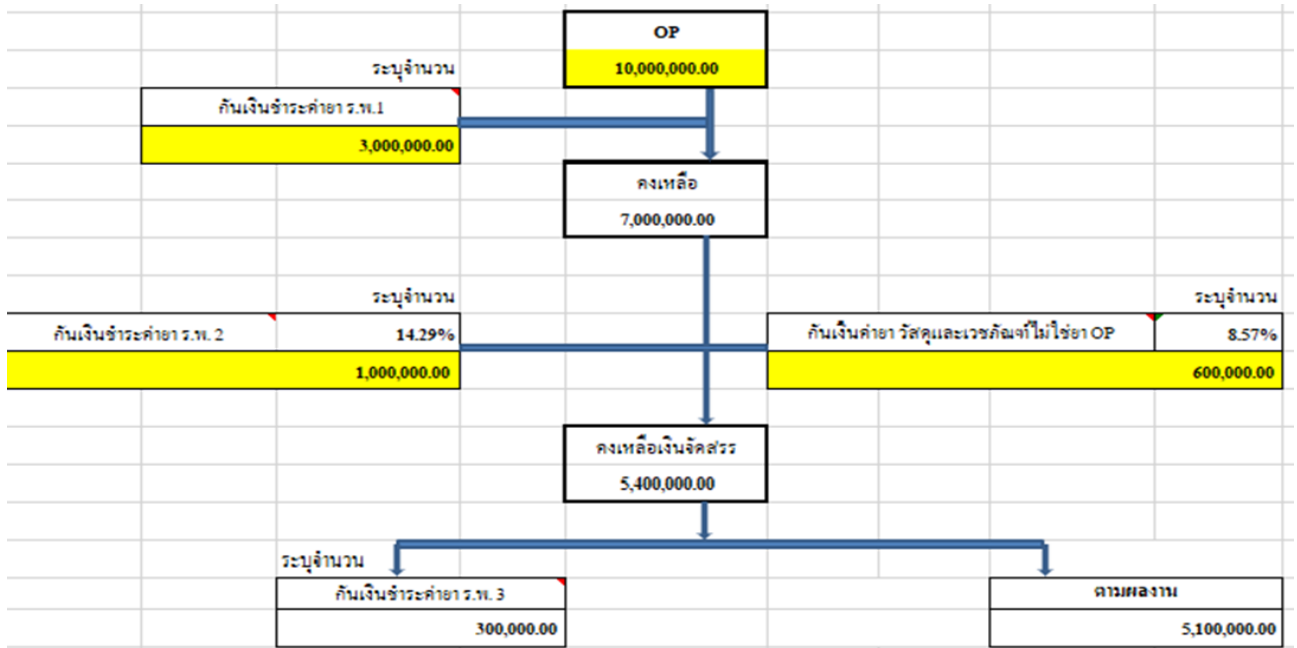 OP
ระบุจำนวน
10,000,000.00
กันเงินชำระค่ายา ร.พ.1
3,000,000.00
คงเหลือ
7,000,000.00
ระบุจำนวน
ระบุจำนวน
กันเงินชำระค่ายา ร.พ. 2
14.29%
กันเงินค่ายา วัสดุและเวชภัณฑ์ไม่ใช่ยา OP
8.57%
1,000,000.00
600,000.00
คงเหลือเงินจัดสรร
5,400,000.00
ระบุจำนวน
กันเงินชำระค่ายา ร.พ. 3
ตามผลงาน
300,000.00
5,100,000.00